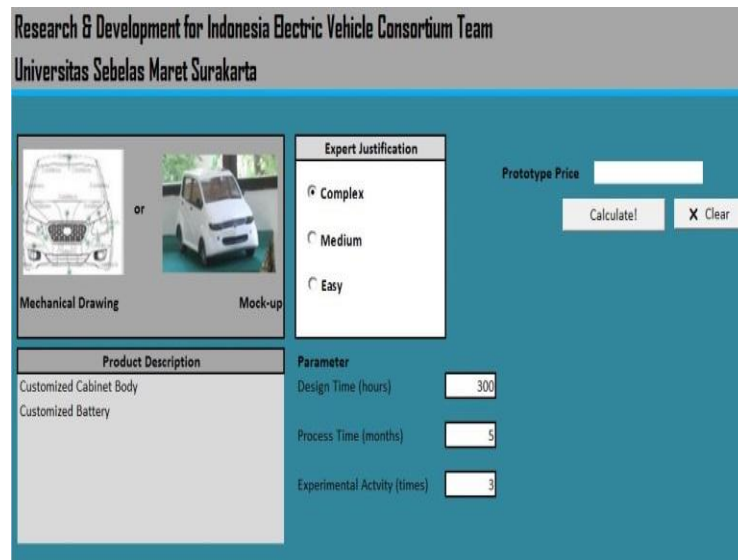 Research & Development for Indonesia Electric Vehicle Consortium Team
Universitas Sebelas Maret Surakarta
or
Mechanical Drawing
Mock-up
Expert Justification
Complex
Medium
Easy
Prototype Price
Calculate!
X Clear
Product Description
Customized Cabinet Body
Customized Battery
Parameter
Design Time (hours) 300
Process Time (months) 5
Experimental Actvity (times) 3